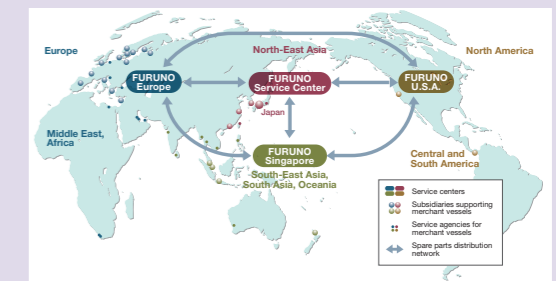 Europe
North-East Asia
North America
FURUNO
Europe
FURUNO
Service Center
FURUNO
U.S.A.
Japan
Middle East,
Africa
FURUNO
Singapore
South-East Asia,
South Asia, Oceania
Central and
South America
Service centers
Subsidiaries supporting
merchant vessels
Service agencies for
merchant vessels
Spare parts distribution
network